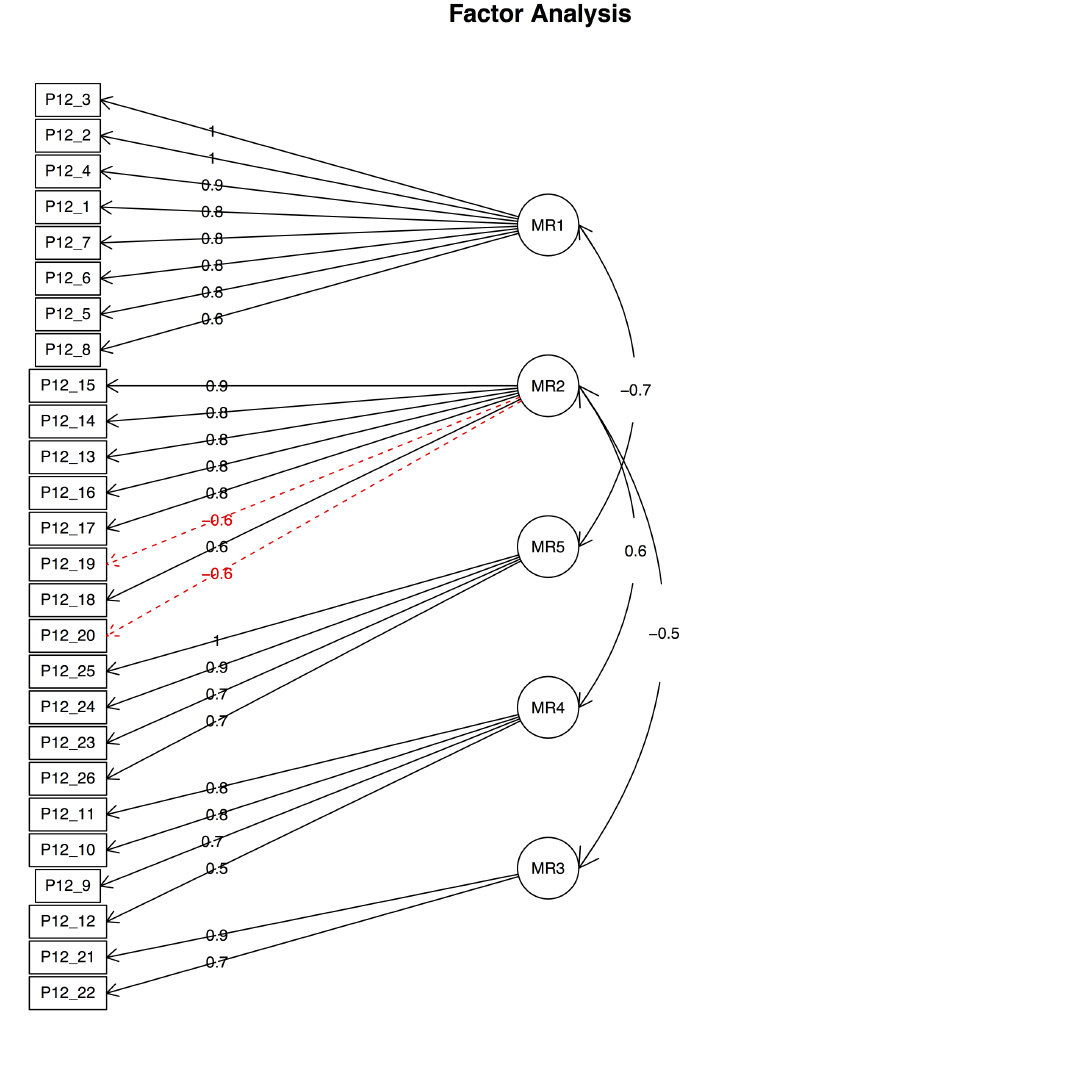 Factor Analysis
P12_3
P12_2
P12_4
P12_1
P12_7
P12_6
P12_5
P12_8
P12_15
P12_14
P12_13
P12_16
P12_17
P12_19
P12_18
P12_20
P12_25
P12_24
P12_23
P12_26
P12_11
P12_10
P12_9
P12_12
P12_21
P12_22
1
1
0.9
0.8
0.8
0.8
0.8
0.6
0.9
0.8
0.8
0.8
0.8
−0.6
0.6
−0.6
1
0.9
0.7
0.7
0.8
0.8
0.7
0.5
0.9
0.7
MR1
MR2
MR5
MR4
MR3
−0.7
0.6
−0.5